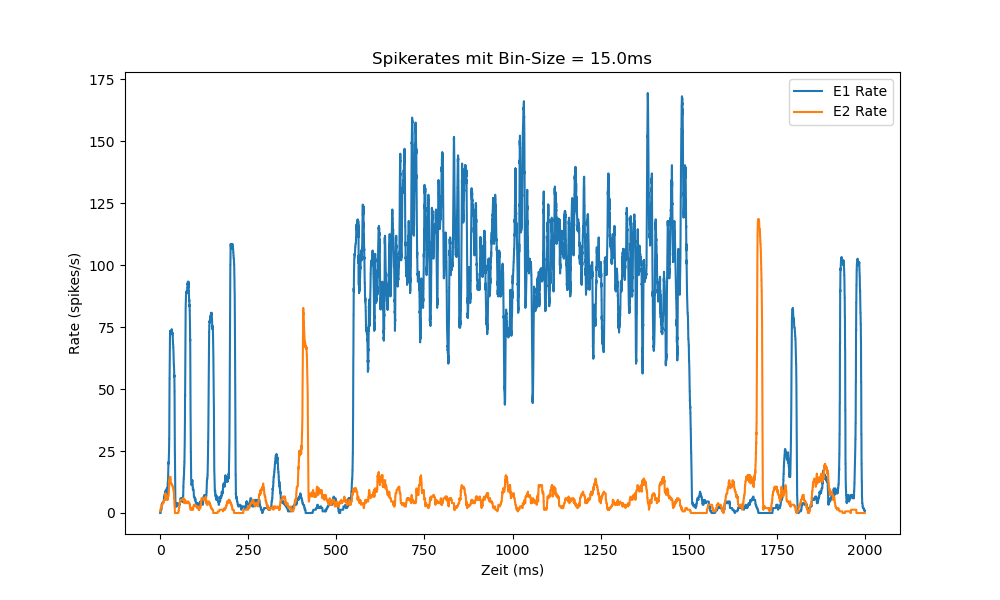 Spikerates mit Bin-Size = 15.0ms
E1 Rate
E2 Rate
Rate (spikes/s)
175
150
125
100
75
50
25
0
0 250 500 750 1000 1250 1500 1750 2000
Zeit (ms)